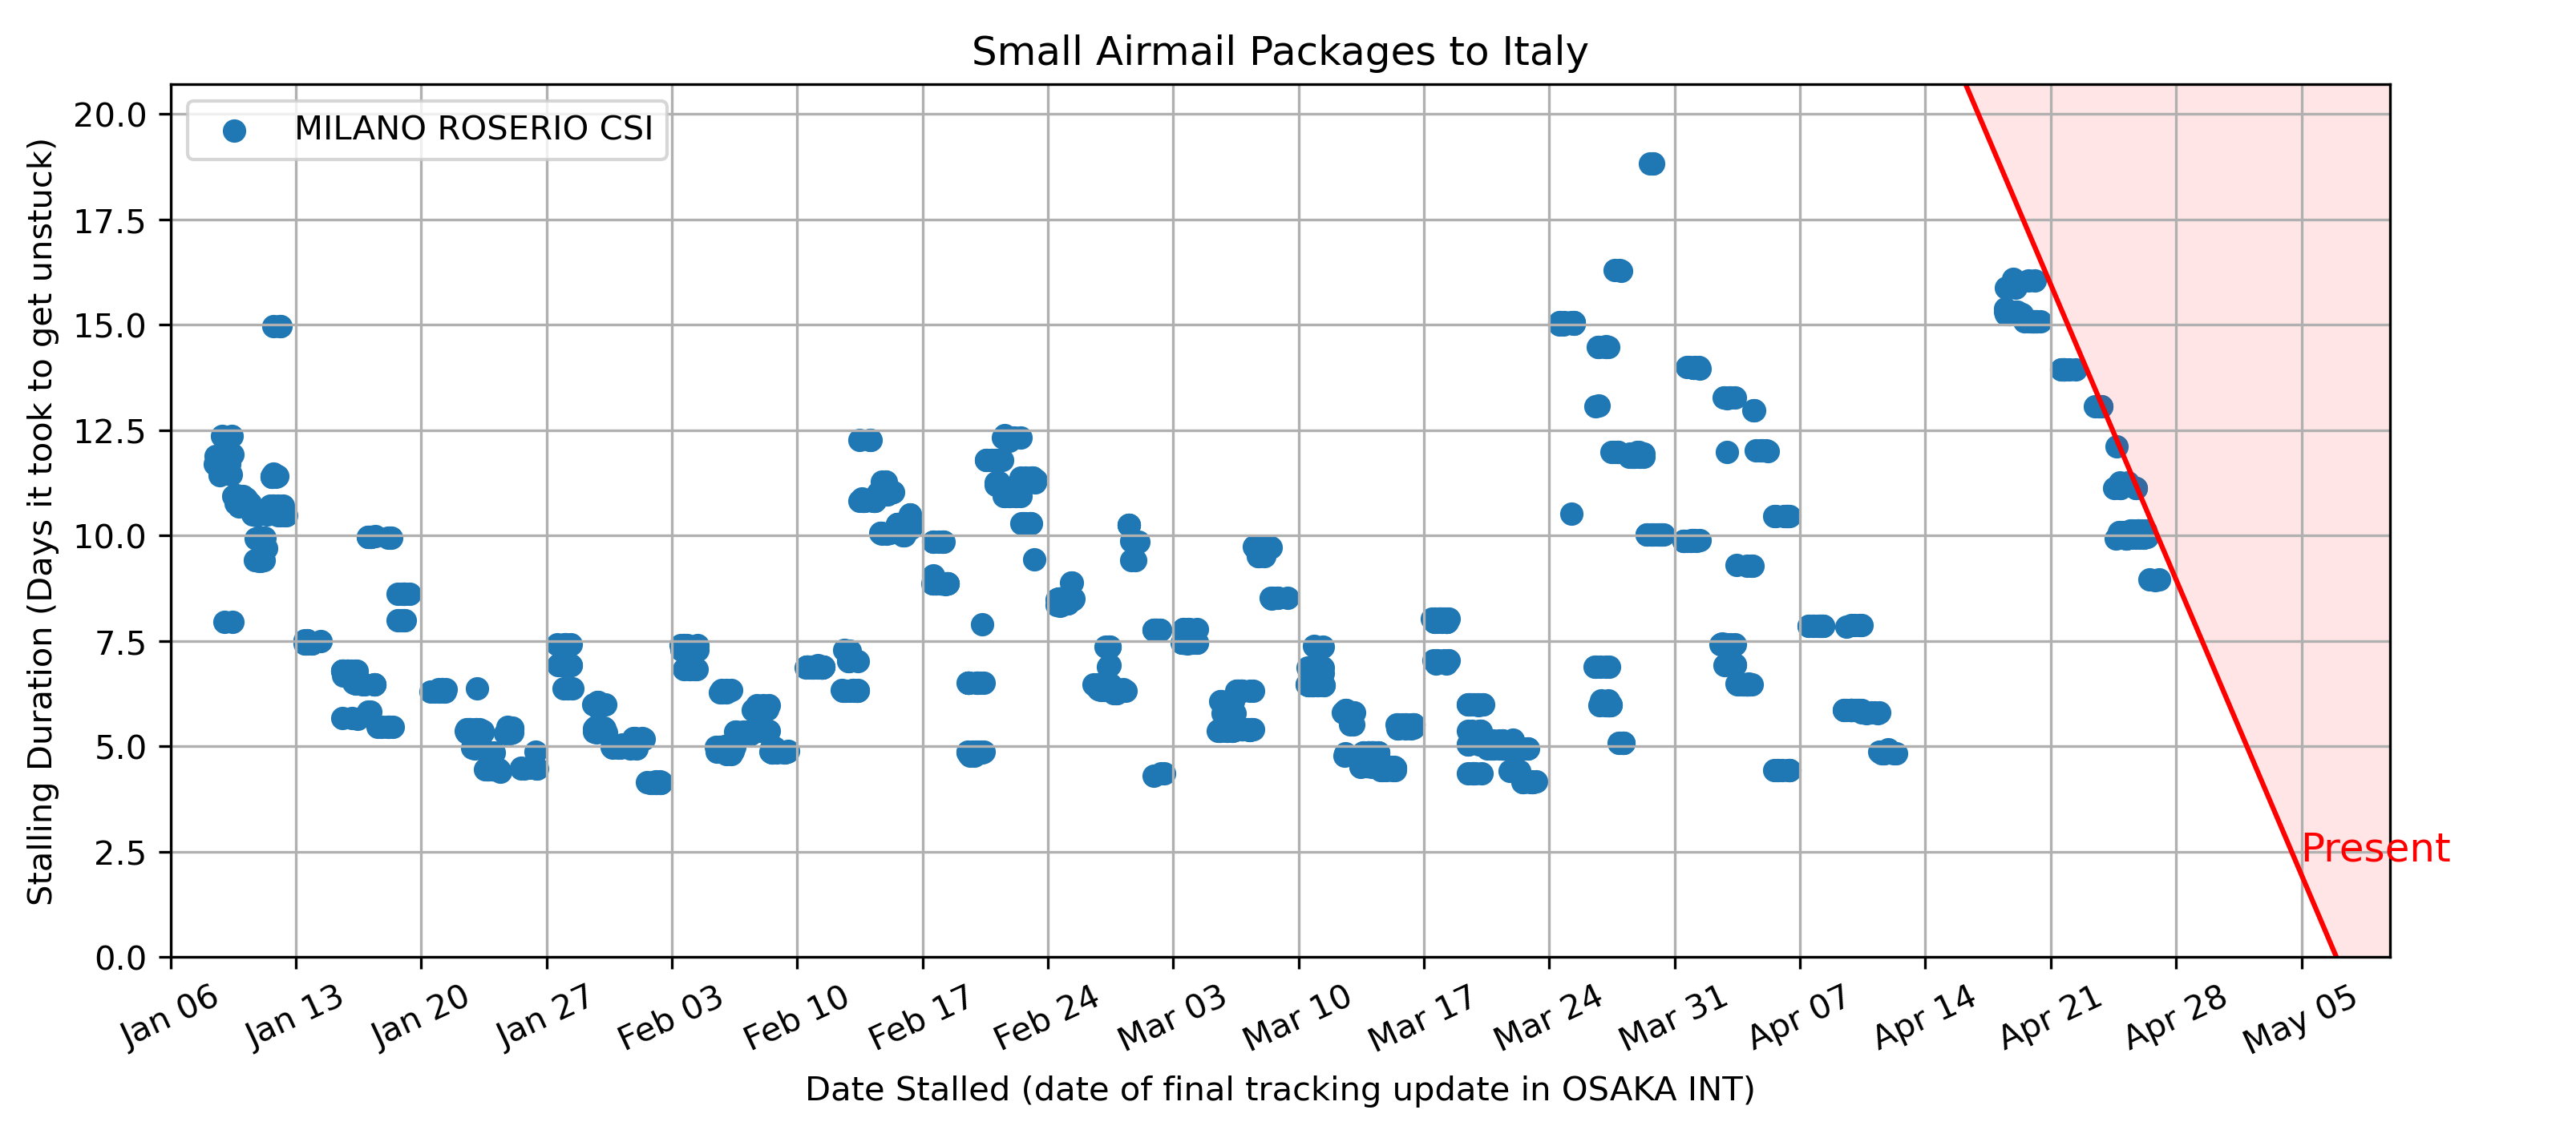 Small Airmail Packages to Italy
MILANO ROSERIO CSI
Stalling Duration (Days it took to get unstuck)
20.0
17.5
15.0
12.5
10.0
7.5
5.0
2.5
0.0
Present
Jan 06
Jan 13
Jan 20
Jan 27
Feb 03
Feb 10
Feb 17
Feb 24
Mar 03
Mar 10
Mar 17
Mar 24
Mar 31
Apr 07
Apr 14
Apr 21
Apr 28
May 05
Date Stalled (date of final tracking update in OSAKA INT)